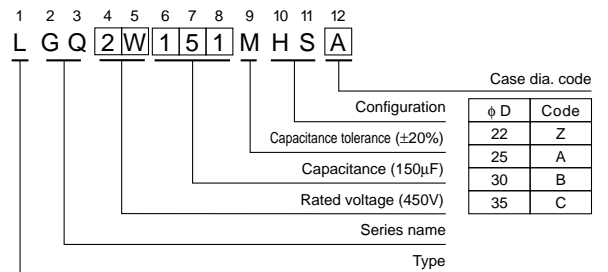 1 2 3 4 5 6 7 8 9 10 11 12
L G Q 2 W 1 5 1 M H S A
Case dia. code
Configuration
φ D Code
Capacitance tolerance (±20%)
22 Z
Capacitance (150μF)
25 A
30 B
Rated voltage (450V)
35 C
Series name
Type